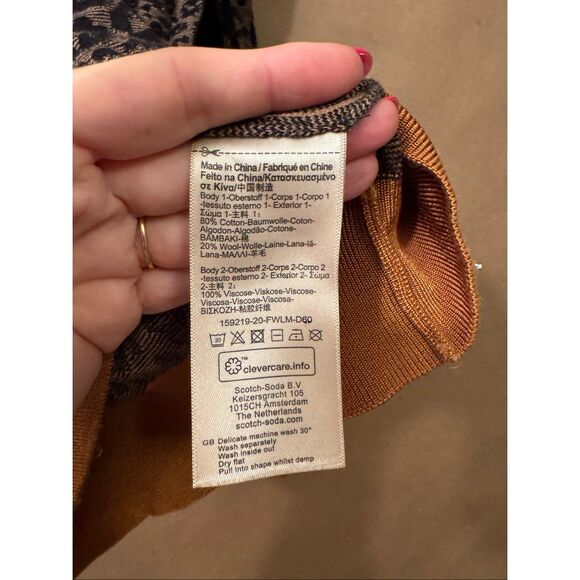 Made in China / Fabriqué en Chine
Feito na China/Κατασκευασμένο
σε Κίνα/中国制造
Body 1-Oberstoff 1-Corps 1-Corpo 1
-tessuto esterno 1- Exterior 1-
Σώμα 1-主料 1:
80% Cotton-Baumwolle-Coton-
Algodon-Algodão-Cotone-
BAMBAKI-棉
20% Wool-Wolle-Laine-Lana-lã-
Lana-ΜΑΛΛΙ-羊毛
Body 2-Oberstoff 2-Corps 2-Corpo 2
-tessuto esterno 2- Exterior 2-Σώμα
2-主料 2:
100% Viscose-Viskose-Viscose-
Viscosa-Viscose-Viscosa-
ΒΙΣΚΟΖΗ-粘胶纤维
159219-20-FWLM-D60
30
™
clevercare.info
Scotch-Soda B.V
Keizersgracht 105
1015CH Amsterdam
The Netherlands
scotch-soda.com
GB Delicate machine wash 30°
Wash separately
Wash inside out
Dry flat
Pull into shape whilst damp